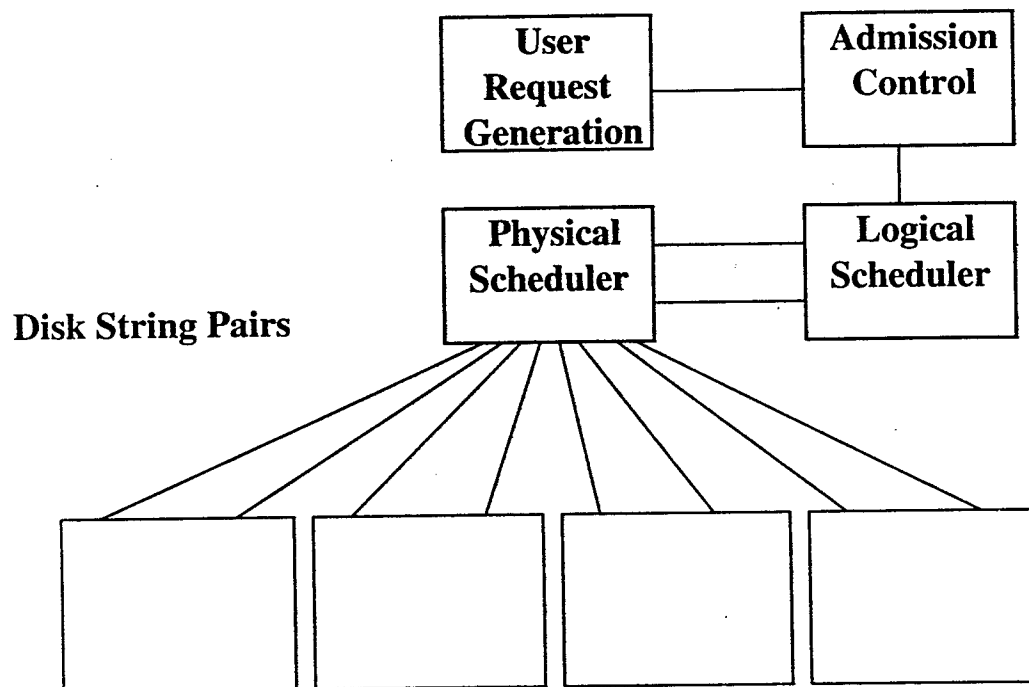 User
Request
Generation
Admission
Control
Physical
Scheduler
Logical
Scheduler
Disk String Pairs